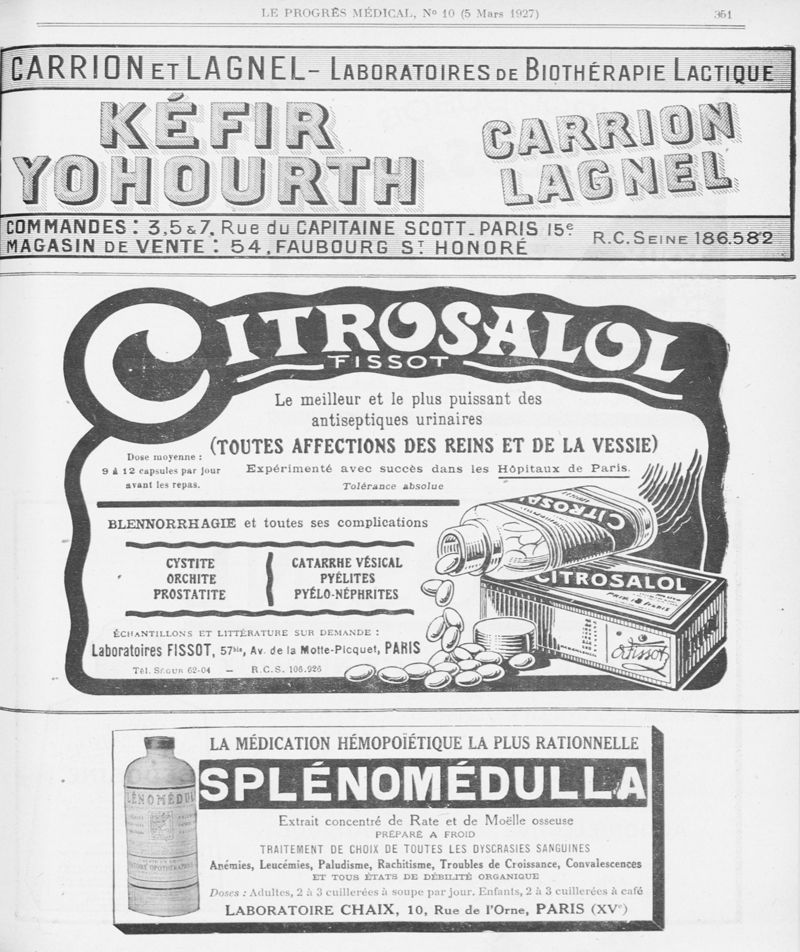 LE PROGRÈS MÉDICAL, No 10 (5 Mars 1927)
351
CARRION ET LAGNEL - LABORATOIRES DE BIOTHÉRAPIE LACTIQUE
KÉFIR
YOHOURTH
CARRION
LAGNEL
COMMANDES : 3,5 & 7, Rue du CAPITAINE SCOTT - PARIS 15e
MAGASIN DE VENTE : 54, FAUBOURG ST HONORÉ
R.C. SEINE 186.582
CITROSALOL
FISSOT
Le meilleur et le plus puissant des
antiseptiques urinaires
(TOUTES AFFECTIONS DES REINS ET DE LA VESSIE)
Dose moyenne :
9 à 12 capsules par jour
avant les repas.
Expérimenté avec succès dans les Hôpitaux de Paris.
Tolérance absolue
BLENNORRHAGIE et toutes ses complications
CYSTITE
ORCHITE
PROSTATITE
CATARRHE VÉSICAL
PYÉLITES
PYÉLO-NÉPHRITES
ÉCHANTILLONS ET LITTÉRATURE SUR DEMANDE :
Laboratoires FISSOT, 57bis, Av. de la Motte-Picquet, PARIS
Tél. Ségur 62-04 — R.C.S. 106.926
CITROSAL
CITROSALOL
Fissot
LA MÉDICATION HÉMOPOÏÉTIQUE LA PLUS RATIONNELLE
SPLÉNOMÉDULLA
LÉNOMÉDUL
Extrait concentré de Rate et de Moëlle osseuse
PRÉPARÉ A FROID
TRAITEMENT DE CHOIX DE TOUTES LES DYSCRASIES SANGUINES
Anémies, Leucémies, Paludisme, Rachitisme, Troubles de Croissance, Convalescences
ET TOUS ÉTATS DE DÉBILITÉ ORGANIQUE
Doses : Adultes, 2 à 3 cuillerées à soupe par jour. Enfants, 2 à 3 cuillerées à café
LABORATOIRE CHAIX, 10, Rue de l'Orne, PARIS (XVe)